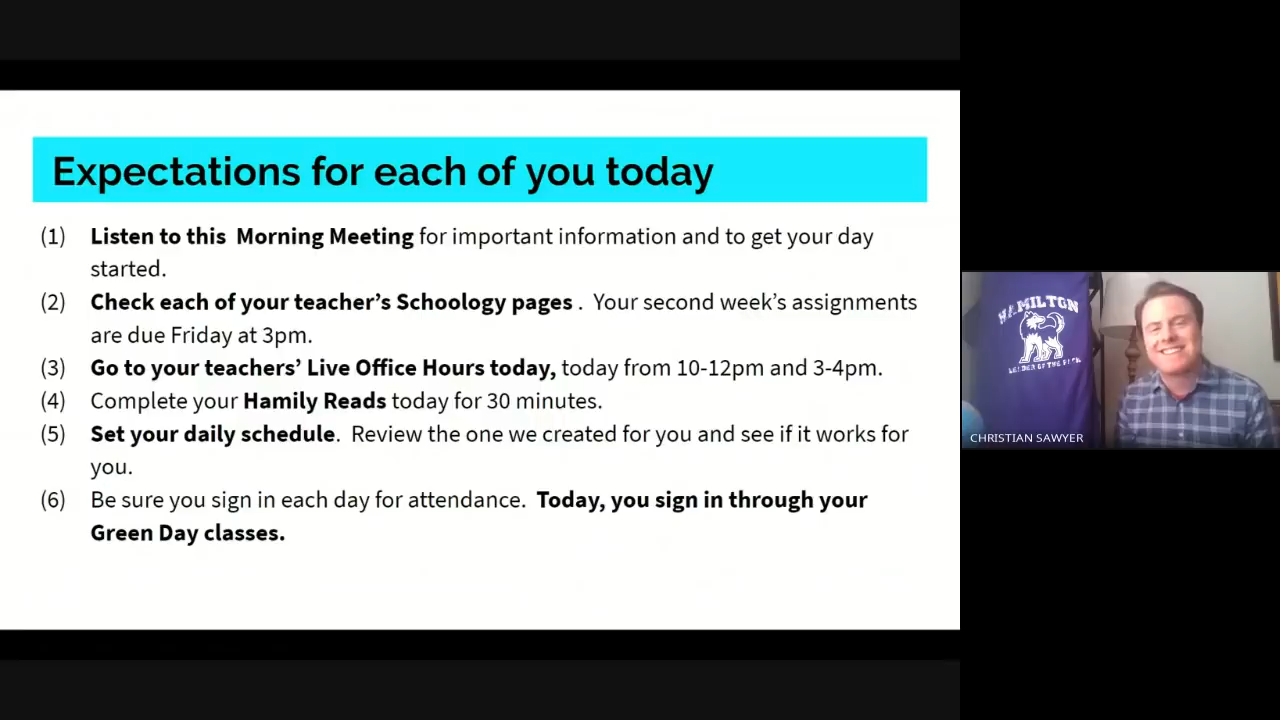 Expectations for each of you today
(1) Listen to this Morning Meeting for important information and to get your day
started.
(2) Check each of your teacher’s Schoology pages . Your second week’s assignments
are due Friday at 3pm.
(3) Go to your teachers’ Live Office Hours today, today from 10-12pm and 3-4pm.
(4) Complete your Hamily Reads today for 30 minutes.
(5) Set your daily schedule. Review the one we created for you and see if it works for
you.
(6) Be sure you sign in each day for attendance. Today, you sign in through your
Green Day classes.
HAMILTON
LEADER OF THE PACK
CHRISTIAN SAWYER